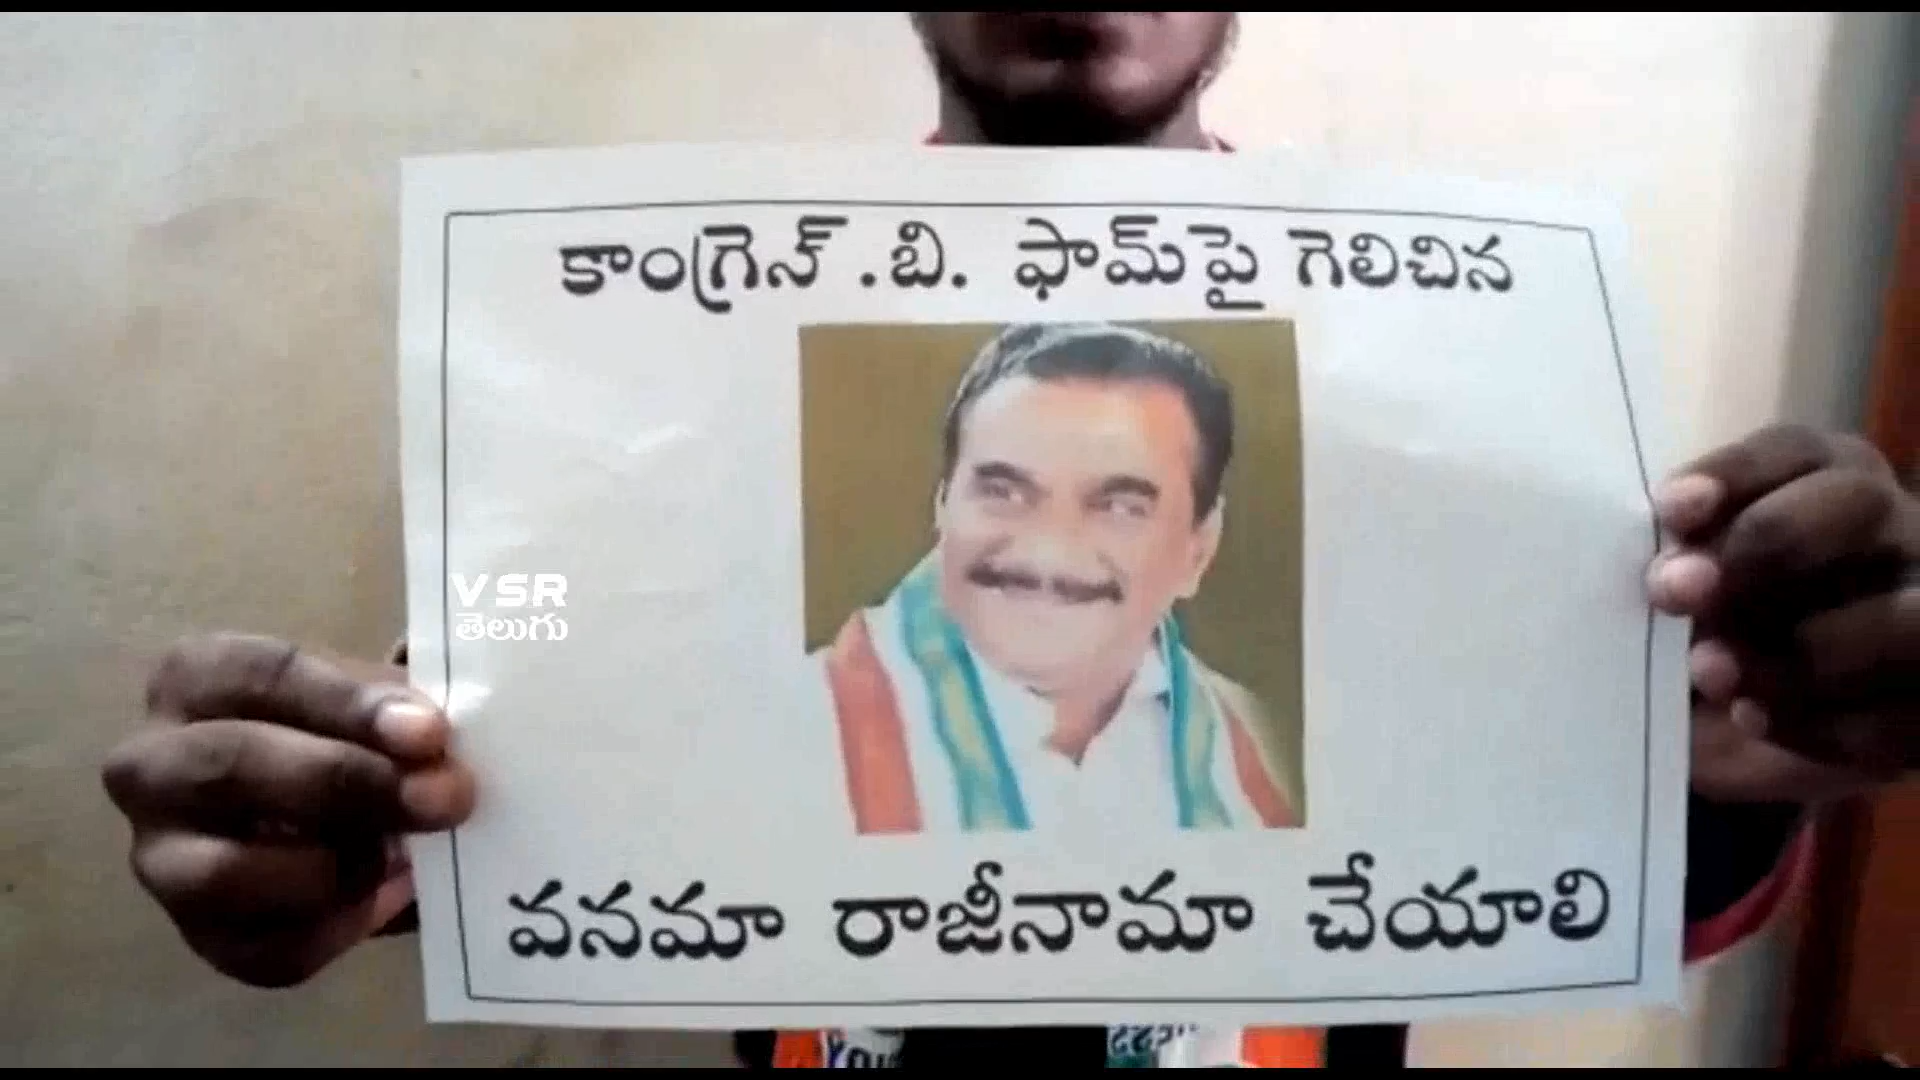 కాంగ్రెస్ .బి. ఫామ్‌పై గెలిచిన
VSR
తెలుగు
వనమా రాజీనామా చేయాలి